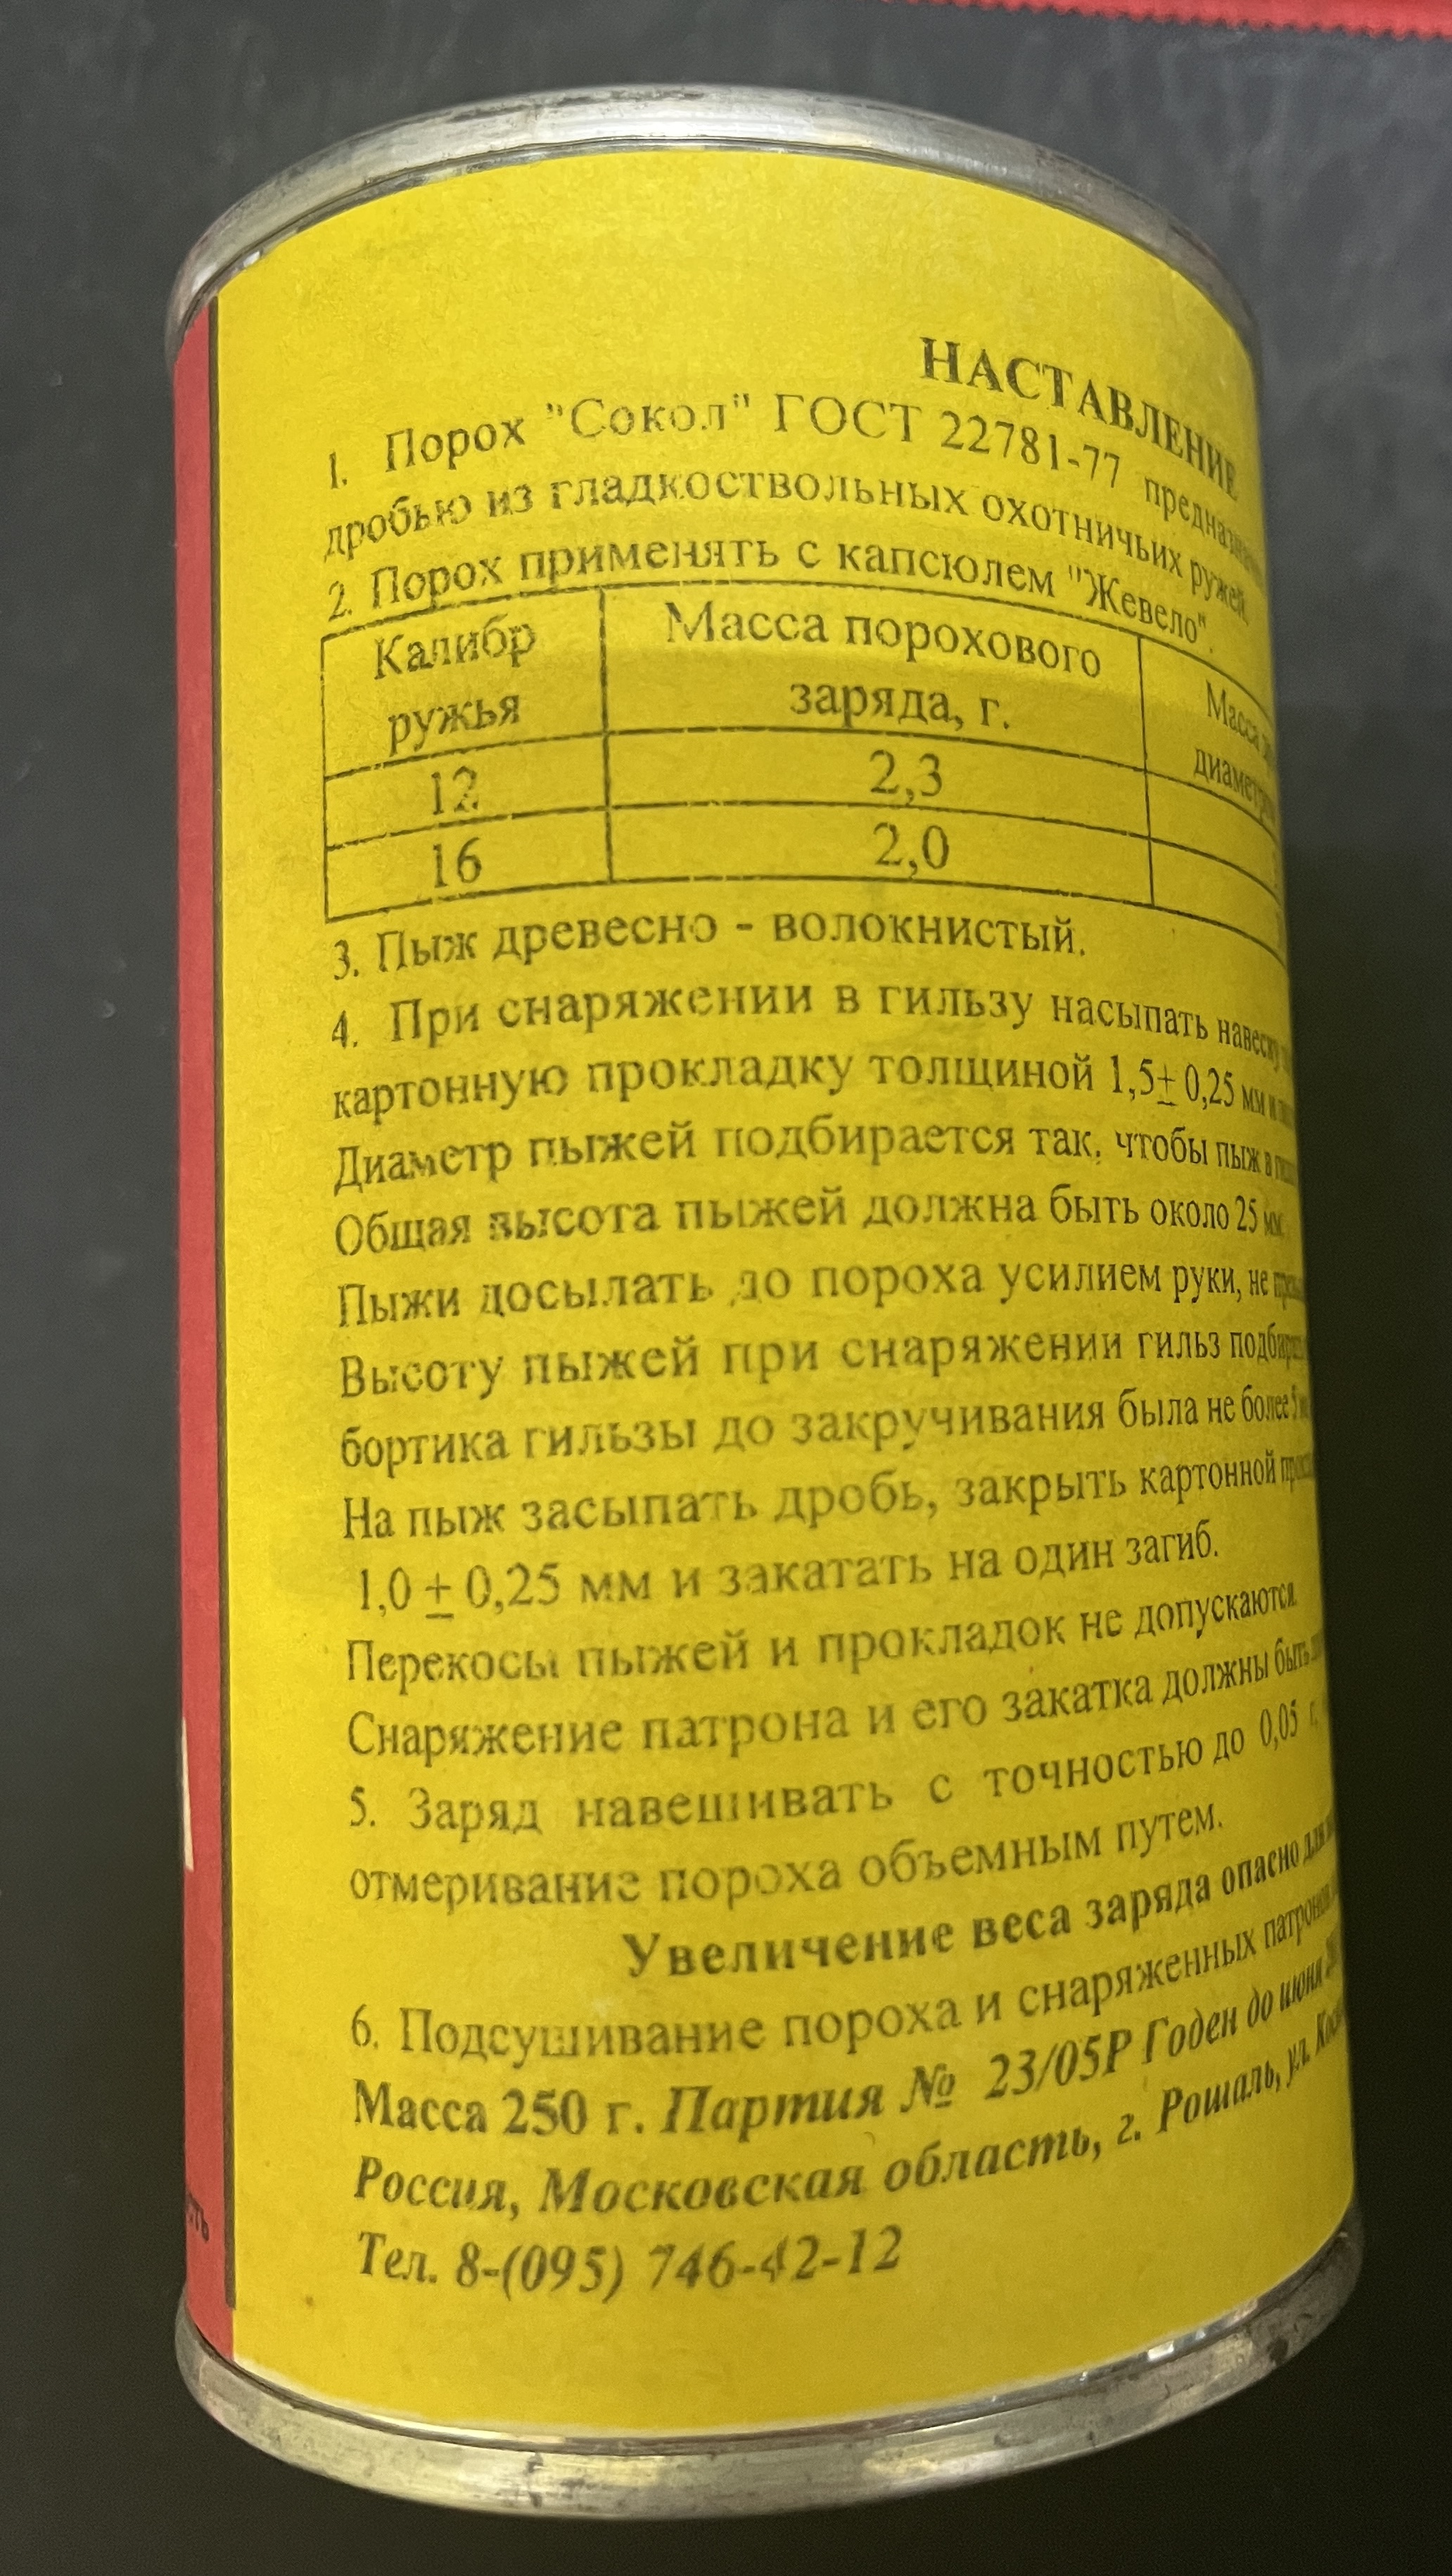 НАСТАВЛЕНИЕ
1. Порох "Сокол" ГОСТ 22781-77
дробью из гладкоствольных охотничьих ружей.
2. Порох применять с капсюлем "Жевело".
Калибр ружья
Масса порохового заряда, г.
Масса
12 2,3
16 2,0
3. Пыж древесно - волокнистый.
4. При снаряжении в гильзу насыпать навеску
картонную прокладку толщиной 1,5± 0,25 мм и
Диаметр пыжей подбирается так, чтобы пыж в
Общая высота пыжей должна быть около 25 мм.
Пыжи досылать до пороха усилием руки, не
Высоту пыжей при снаряжении гильз
бортика гильзы до закручивания была не более 5
На пыж засыпать дробь, закрыть картонной
1,0 ± 0,25 мм и закатать на один загиб.
Перекосы пыжей и прокладок не допускаются.
Снаряжение патрона и его закатка должны быть
5. Заряд навешивать с точностью до 0,05 г.
отмеривание пороха объемным путем.
Увеличение веса заряда опасно для
6. Подсушивание пороха и снаряженных
Масса 250 г. Партия № 23/05Р Годен до июня
Россия, Московская область, г. Рошаль, ул.
Тел. 8-(095) 746-42-12